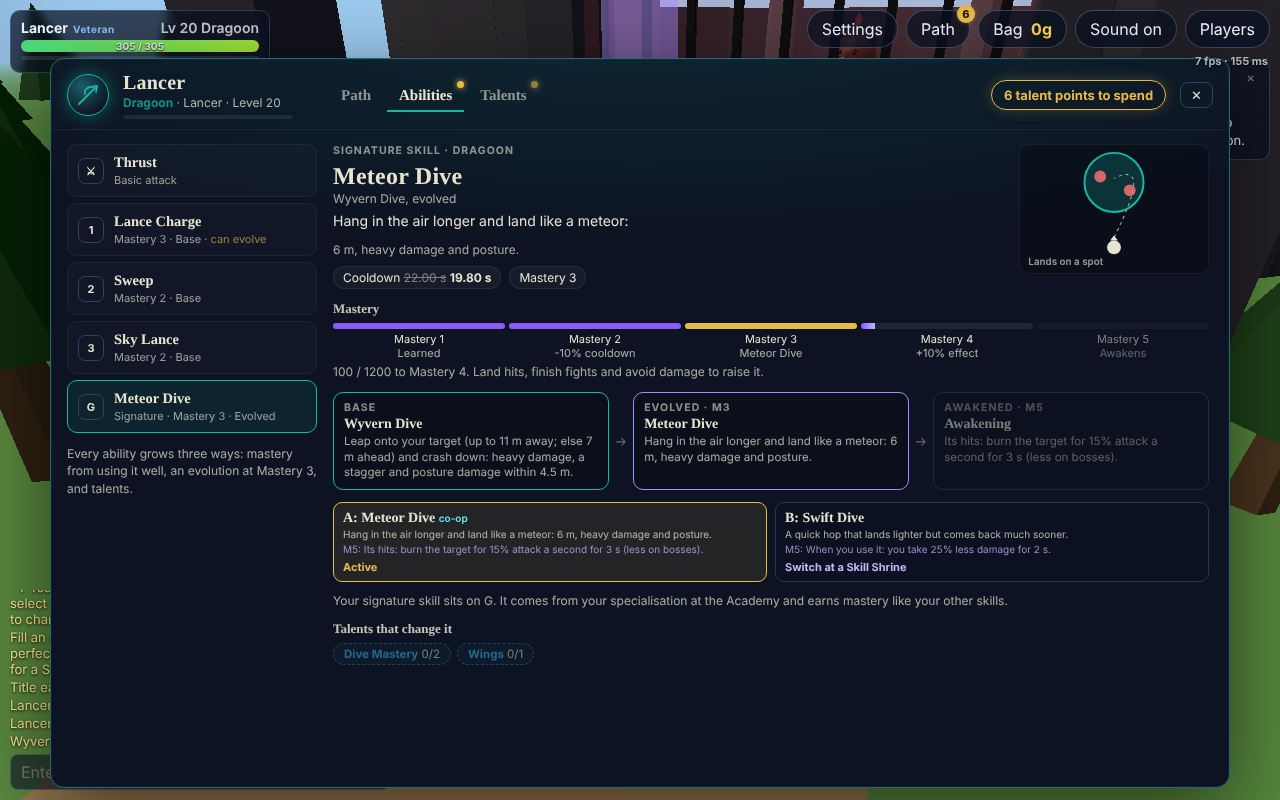 Lancer Veteran Lv 20 Dragoon
305 / 305
Settings
Path
6
Bag 0g
Sound on
Players
7 fps · 155 ms
×
on.
Lancer
Dragoon · Lancer · Level 20
Path
Abilities
Talents
6 talent points to spend
×
Thrust
Basic attack
1
Lance Charge
Mastery 3 · Base · can evolve
2
Sweep
Mastery 2 · Base
3
Sky Lance
Mastery 2 · Base
G
Meteor Dive
Signature · Mastery 3 · Evolved
Every ability grows three ways: mastery
from using it well, an evolution at Mastery 3,
and talents.
SIGNATURE SKILL · DRAGOON
Meteor Dive
Wyvern Dive, evolved
Hang in the air longer and land like a meteor:
6 m, heavy damage and posture.
Cooldown 22.00 s 19.80 s
Mastery 3
Lands on a spot
Mastery
Mastery 1
Learned
Mastery 2
-10% cooldown
Mastery 3
Meteor Dive
Mastery 4
+10% effect
Mastery 5
Awakens
100 / 1200 to Mastery 4. Land hits, finish fights and avoid damage to raise it.
BASE
Wyvern Dive
Leap onto your target (up to 11 m away; else 7
m ahead) and crash down: heavy damage, a
stagger and posture damage within 4.5 m.
→
EVOLVED · M3
Meteor Dive
Hang in the air longer and land like a meteor: 6
m, heavy damage and posture.
→
AWAKENED · M5
Awakening
Its hits: burn the target for 15% attack a
second for 3 s (less on bosses).
A: Meteor Dive co-op
Hang in the air longer and land like a meteor: 6 m, heavy damage and posture.
M5: Its hits: burn the target for 15% attack a second for 3 s (less on bosses).
Active
B: Swift Dive
A quick hop that lands lighter but comes back much sooner.
M5: When you use it: you take 25% less damage for 2 s.
Switch at a Skill Shrine
Your signature skill sits on G. It comes from your specialisation at the Academy and earns mastery like your other skills.
Talents that change it
Dive Mastery 0/2
Wings 0/1
select
to char
Fill an
perfec
for a S
Title ea
Lancer
Lancer
Wyver
Ente